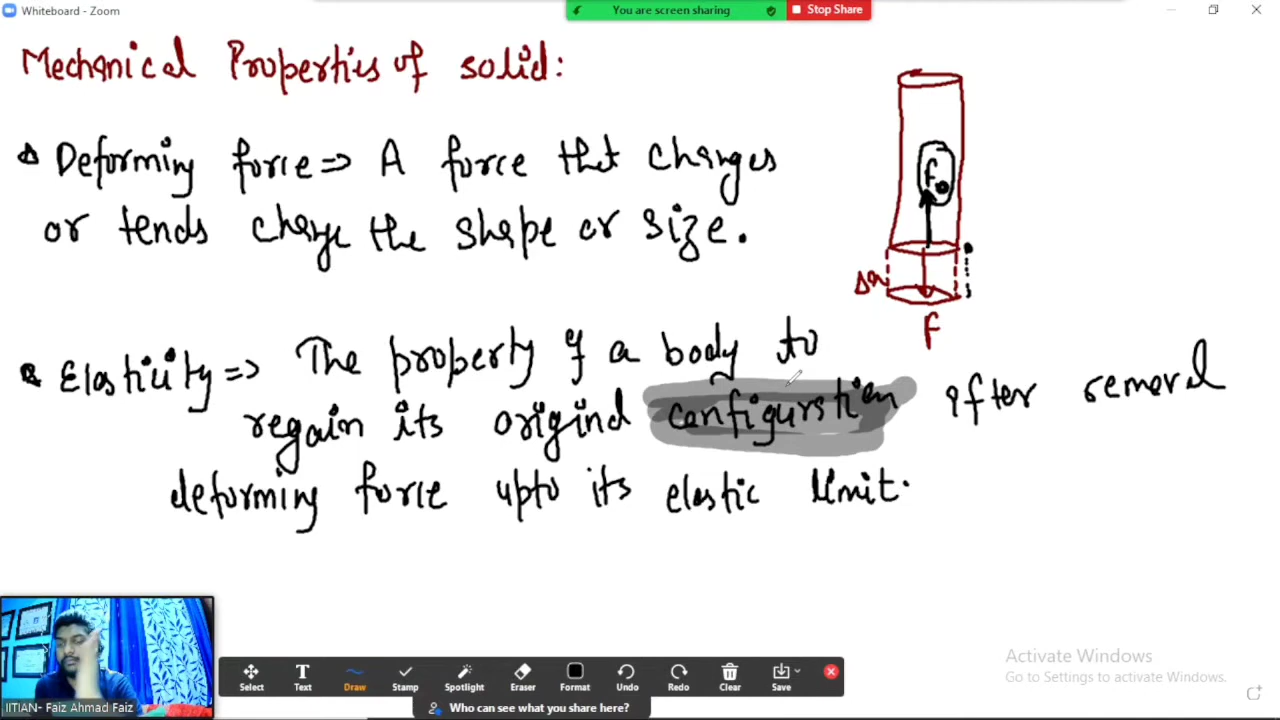 Whiteboard - Zoom
You are screen sharing
Stop Share
Mechanical Properties of solid:
Deforming force => A force that changes
or tends change the shape or size.
fo
Δx
F
Elasticity => The property of a body to
regain its original configuration after removal
deforming force upto its elastic limit.
Activate Windows
Go to Settings to activate Windows.
Select Text Draw Stamp Spotlight Eraser Format Undo Redo Clear Save
Who can see what you share here?
IITIAN- Faiz Ahmad Faiz